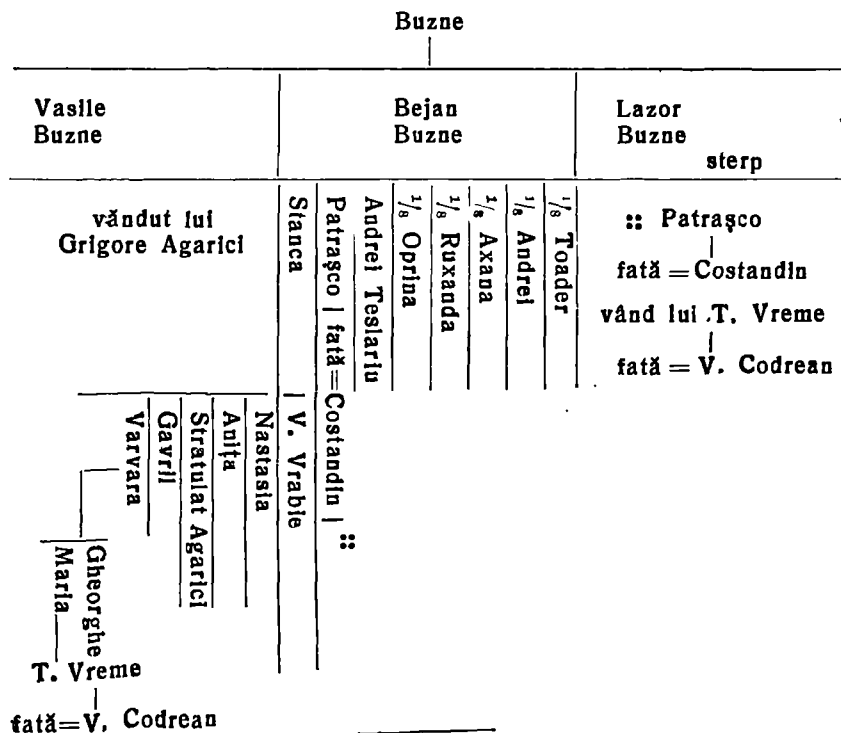 Buzne
Vasile
Buzne
Bejan
Buzne
Lazor
Buzne
sterp
văndut lui
Grigore Agarici
Stanca | V. Vrabie
Patrașco | fată=Costandin | ::
Andrei Teslariu
1/8 Oprina
1/8 Ruxanda
1/8 Axana
1/8 Andrei
1/8 Toader
:: Patrașco
fată = Costandin
vând lui T. Vreme
fată = V. Codrean
Varvara
Gavril
Stratulat Agarici
Anița
Nastasia
Maria
Gheorghe
T. Vreme
fată=V. Codrean